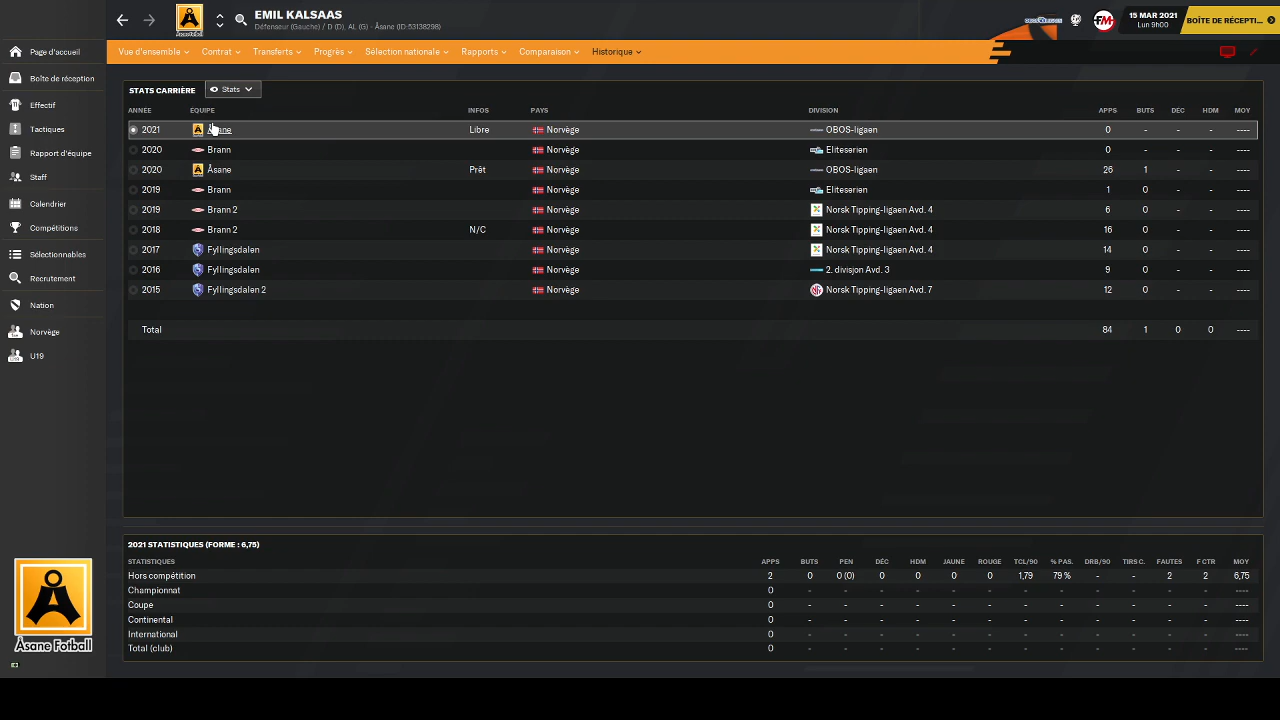 EMIL KALSAAS
Défenseur (Gauche) / D (D), AL (G) - Åsane (ID:53138298)
15 MAR 2021
Lun 9h00
BOÎTE DE RÉCEPTI...
Page d'accueil
Boîte de réception
Effectif
Tactiques
Rapport d'équipe
Staff
Calendrier
Compétitions
Sélectionnables
Recrutement
Nation
Norvège
U19
Åsane Fotball
Vue d'ensemble Contrat Transferts Progrès Sélection nationale Rapports Comparaison Historique
STATS CARRIÈRE Stats
ANNÉE ÉQUIPE INFOS PAYS DIVISION APPS BUTS DÉC HDM MOY
2021 Åsane Libre Norvège OBOS-ligaen 0 - - - ----
2020 Brann Norvège Eliteserien 0 - - - ----
2020 Åsane Prêt Norvège OBOS-ligaen 26 1 - - ----
2019 Brann Norvège Eliteserien 1 0 - - ----
2019 Brann 2 Norvège Norsk Tipping-ligaen Avd. 4 6 0 - - ----
2018 Brann 2 N/C Norvège Norsk Tipping-ligaen Avd. 4 16 0 - - ----
2017 Fyllingsdalen Norvège Norsk Tipping-ligaen Avd. 4 14 0 - - ----
2016 Fyllingsdalen Norvège 2. divisjon Avd. 3 9 0 - - ----
2015 Fyllingsdalen 2 Norvège Norsk Tipping-ligaen Avd. 7 12 0 - - ----
Total 84 1 0 0 ----
2021 STATISTIQUES (FORME : 6,75)
STATISTIQUES APPS BUTS PEN DÉC HDM JAUNE ROUGE TCL/90 % PAS. DRB/90 TIRS C. FAUTES F CTR MOY
Hors compétition 2 0 0 (0) 0 0 0 0 1,79 79 % - - 2 2 6,75
Championnat 0 - - - - - - - - - - - - ----
Coupe 0 - - - - - - - - - - - - ----
Continental 0 - - - - - - - - - - - - ----
International 0 - - - - - - - - - - - - ----
Total (club) 0 - - - - - - - - - - - - ----